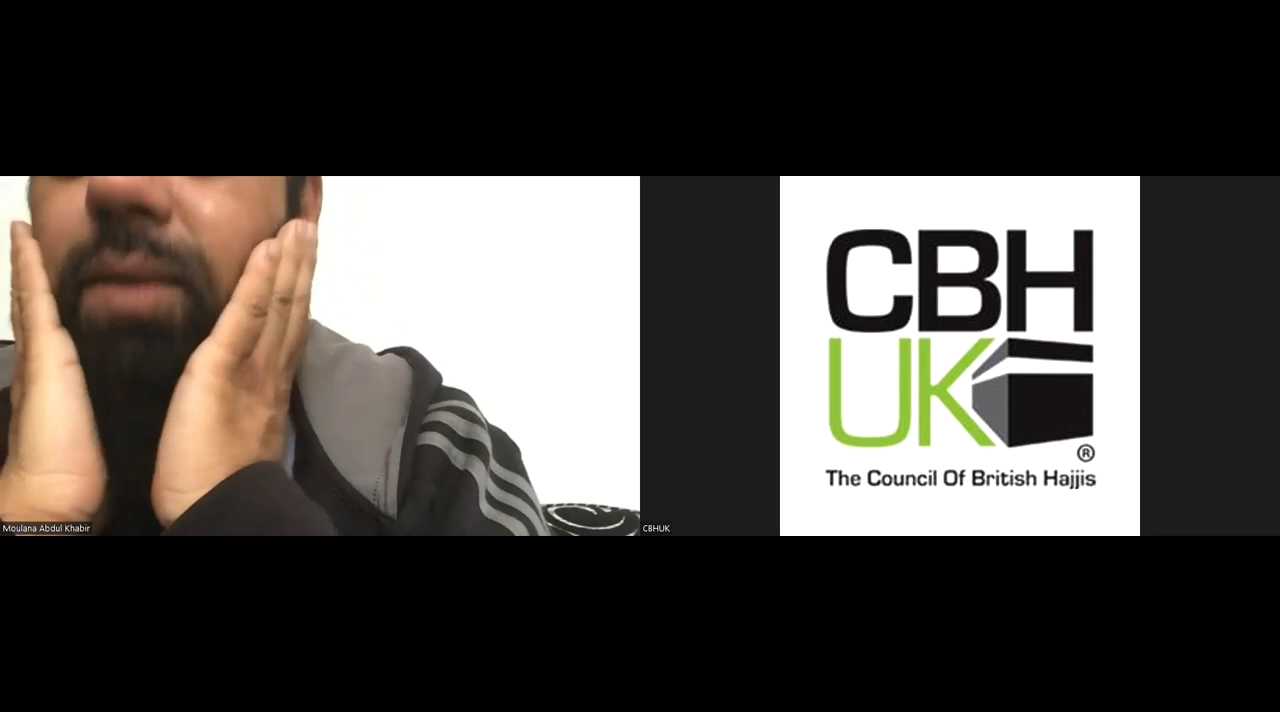 Moulana Abdul Khabir
CBH
UK
®
The Council Of British Hajjis
CBHUK